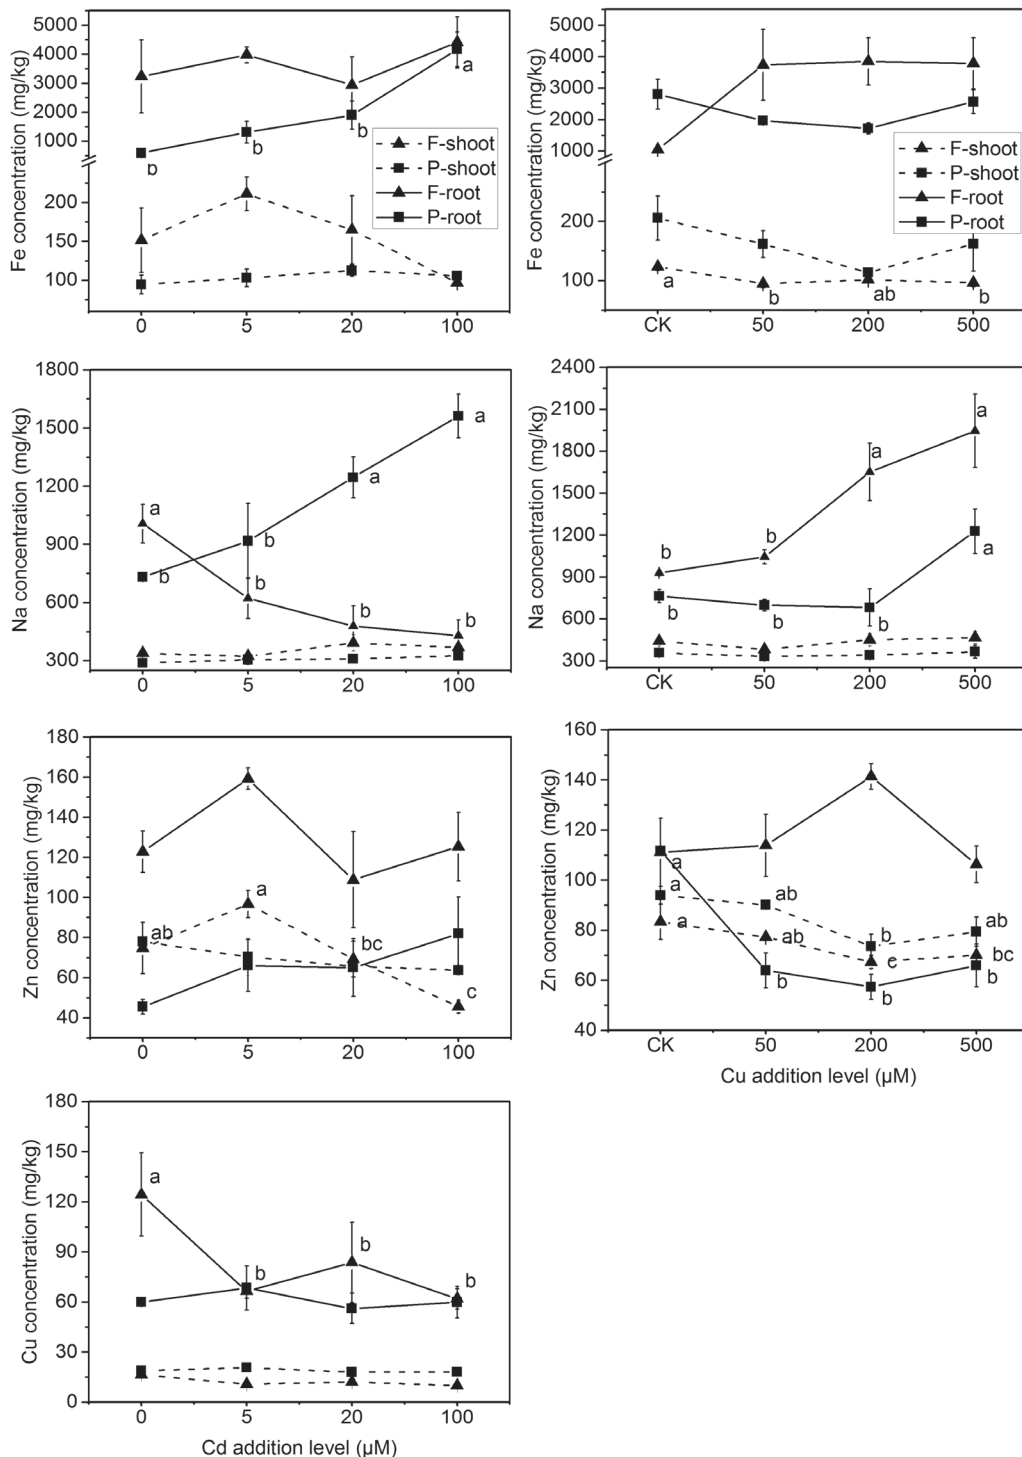 Fe concentration (mg/kg)
5000
4000
3000
2000
1000
200
150
100
b
b
b
a
F-shoot
P-shoot
F-root
P-root
0
5
20
100
Fe concentration (mg/kg)
5000
4000
3000
2000
1000
200
100
a
b
ab
b
F-shoot
P-shoot
F-root
P-root
CK
50
200
500
Na concentration (mg/kg)
1800
1500
1200
900
600
300
a
b
b
b
a
b
a
b
0
5
20
100
Na concentration (mg/kg)
2400
2100
1800
1500
1200
900
600
300
b
b
b
b
a
b
a
a
CK
50
200
500
Zn concentration (mg/kg)
180
160
140
120
100
80
60
40
ab
a
bc
c
0
5
20
100
Zn concentration (mg/kg)
160
140
120
100
80
60
40
a
a
a
ab
ab
b
b
c
b
ab
bc
b
CK
50
200
500
Cu addition level (µM)
Cu concentration (mg/kg)
180
150
120
90
60
30
0
a
b
b
b
0
5
20
100
Cd addition level (µM)